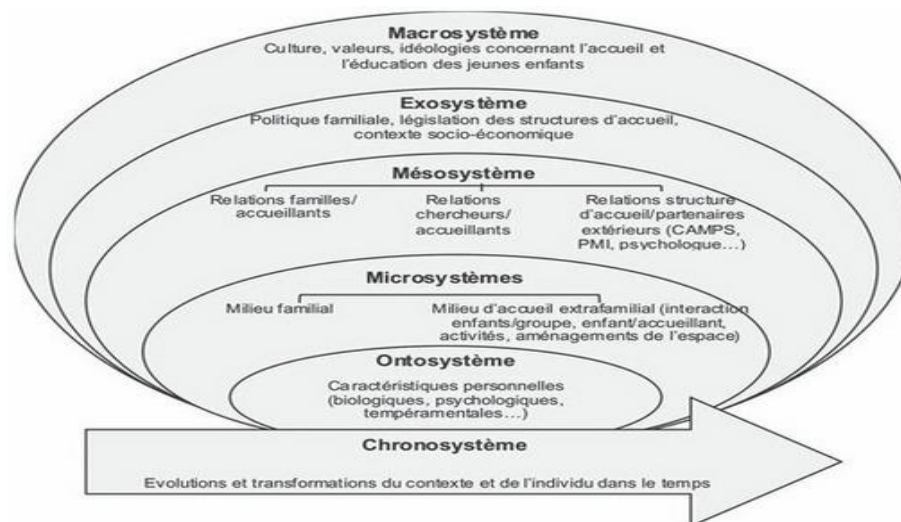 Macrosystème
Culture, valeurs, idéologies concernant l'accueil et
l'éducation des jeunes enfants
Exosystème
Politique familiale, législation des structures d'accueil,
contexte socio-économique
Mésosystème
Relations familles/
accueillants
Relations
chercheurs/
accueillants
Relations structure
d'accueil/partenaires
extérieurs (CAMPS,
PMI, psychologue...)
Microsystèmes
Milieu familial
Milieu d'accueil extrafamilial (interaction
enfants/groupe, enfant/accueillant,
activités, aménagements de l'espace)
Ontosystème
Caractéristiques personnelles
(biologiques, psychologiques,
tempéramentales...)
Chronosystème
Evolutions et transformations du contexte et de l'individu dans le temps